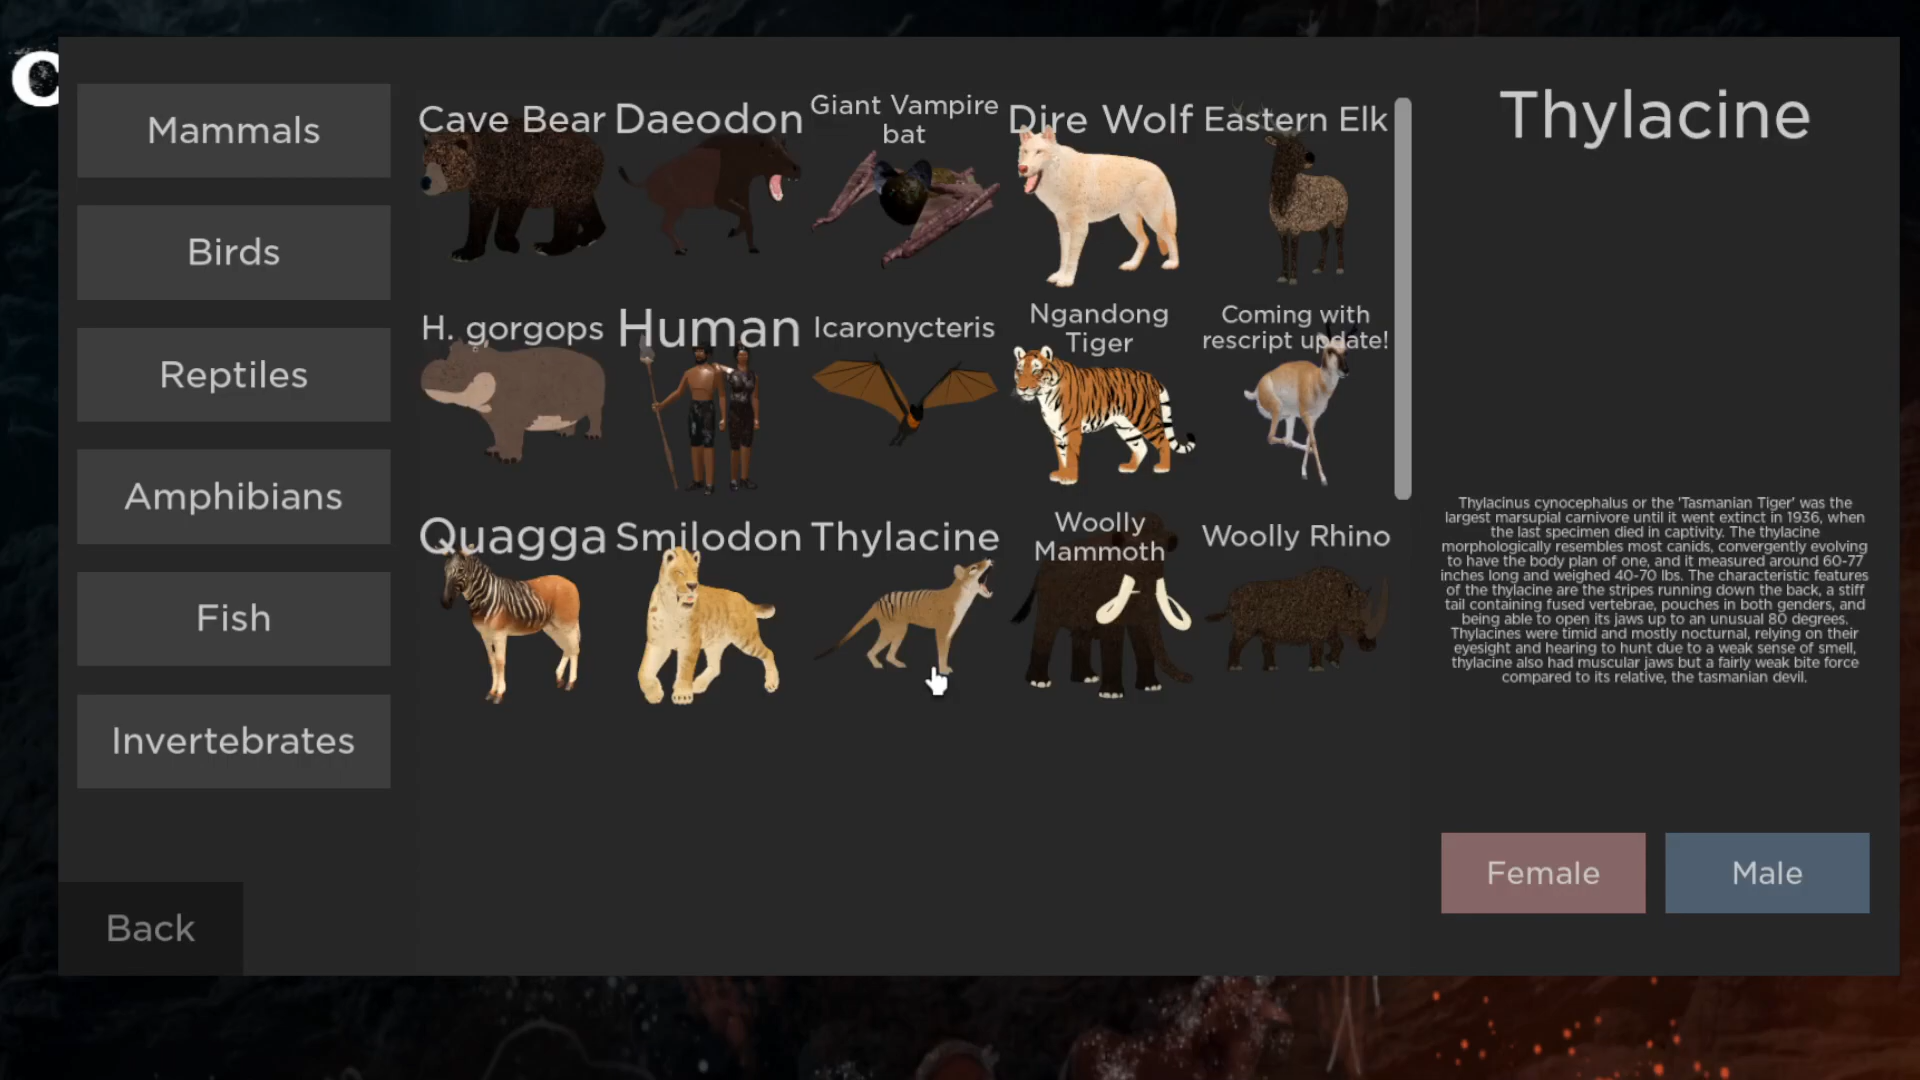 Mammals
Birds
Reptiles
Amphibians
Fish
Invertebrates
Back
Cave Bear
Daeodon
Giant Vampire
bat
Dire Wolf
Eastern Elk
H. gorgops
Human
Icaronycteris
Ngandong
Tiger
Coming with
rescript update!
Quagga
Smilodon
Thylacine
Woolly
Mammoth
Woolly Rhino
Thylacine
Thylacinus cynocephalus or the 'Tasmanian Tiger' was the
largest marsupial carnivore until it went extinct in 1936, when
the last specimen died in captivity. The thylacine
morphologically resembles most canids, convergently evolving
to have the body plan of one, and it measured around 60-77
inches long and weighed 40-70 lbs. The characteristic features
of the thylacine are the stripes running down the back, a stiff
tail containing fused vertebrae, pouches in both genders, and
being able to open its jaws up to an unusual 80 degrees.
Thylacines were timid and mostly nocturnal, relying on their
eyesight and hearing to hunt due to a weak sense of smell,
thylacine also had muscular jaws but a fairly weak bite force
compared to its relative, the tasmanian devil.
Female
Male